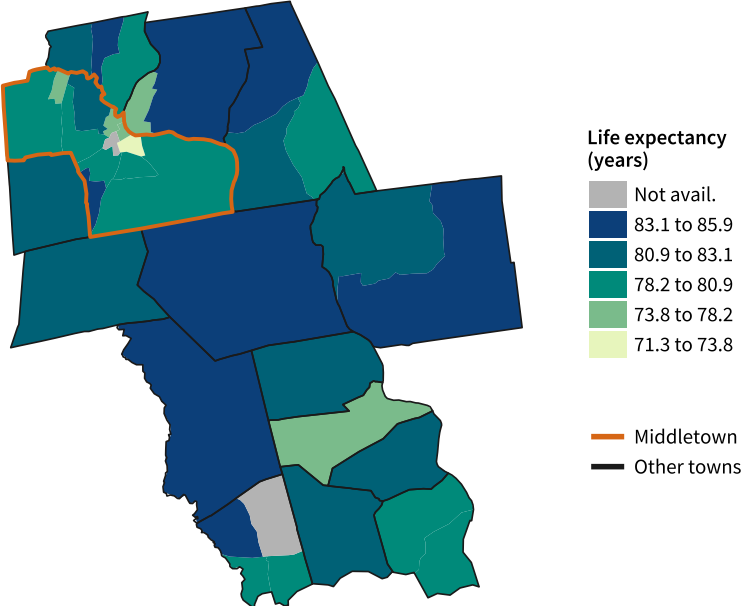 Life expectancy
(years)
Not avail.
83.1 to 85.9
80.9 to 83.1
78.2 to 80.9
73.8 to 78.2
71.3 to 73.8
Middletown
Other towns